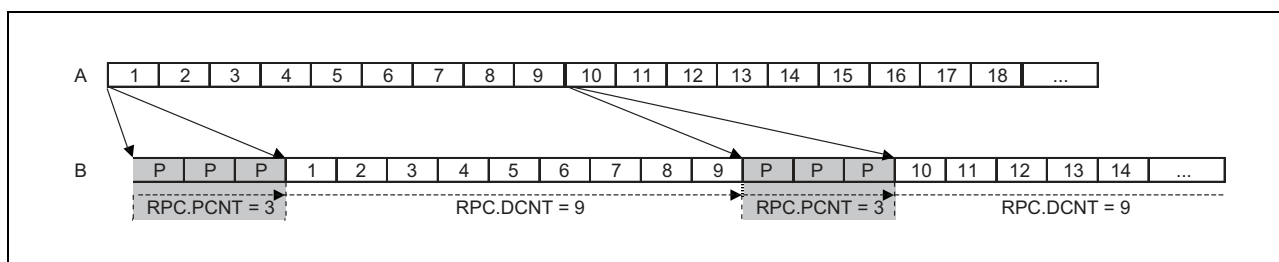 A 1 2 3 4 5 6 7 8 9 10 11 12 13 14 15 16 17 18 ...
B P P P 1 2 3 4 5 6 7 8 9 P P P 10 11 12 13 14 ...
RPC.PCNT = 3 RPC.DCNT = 9 RPC.PCNT = 3 RPC.DCNT = 9